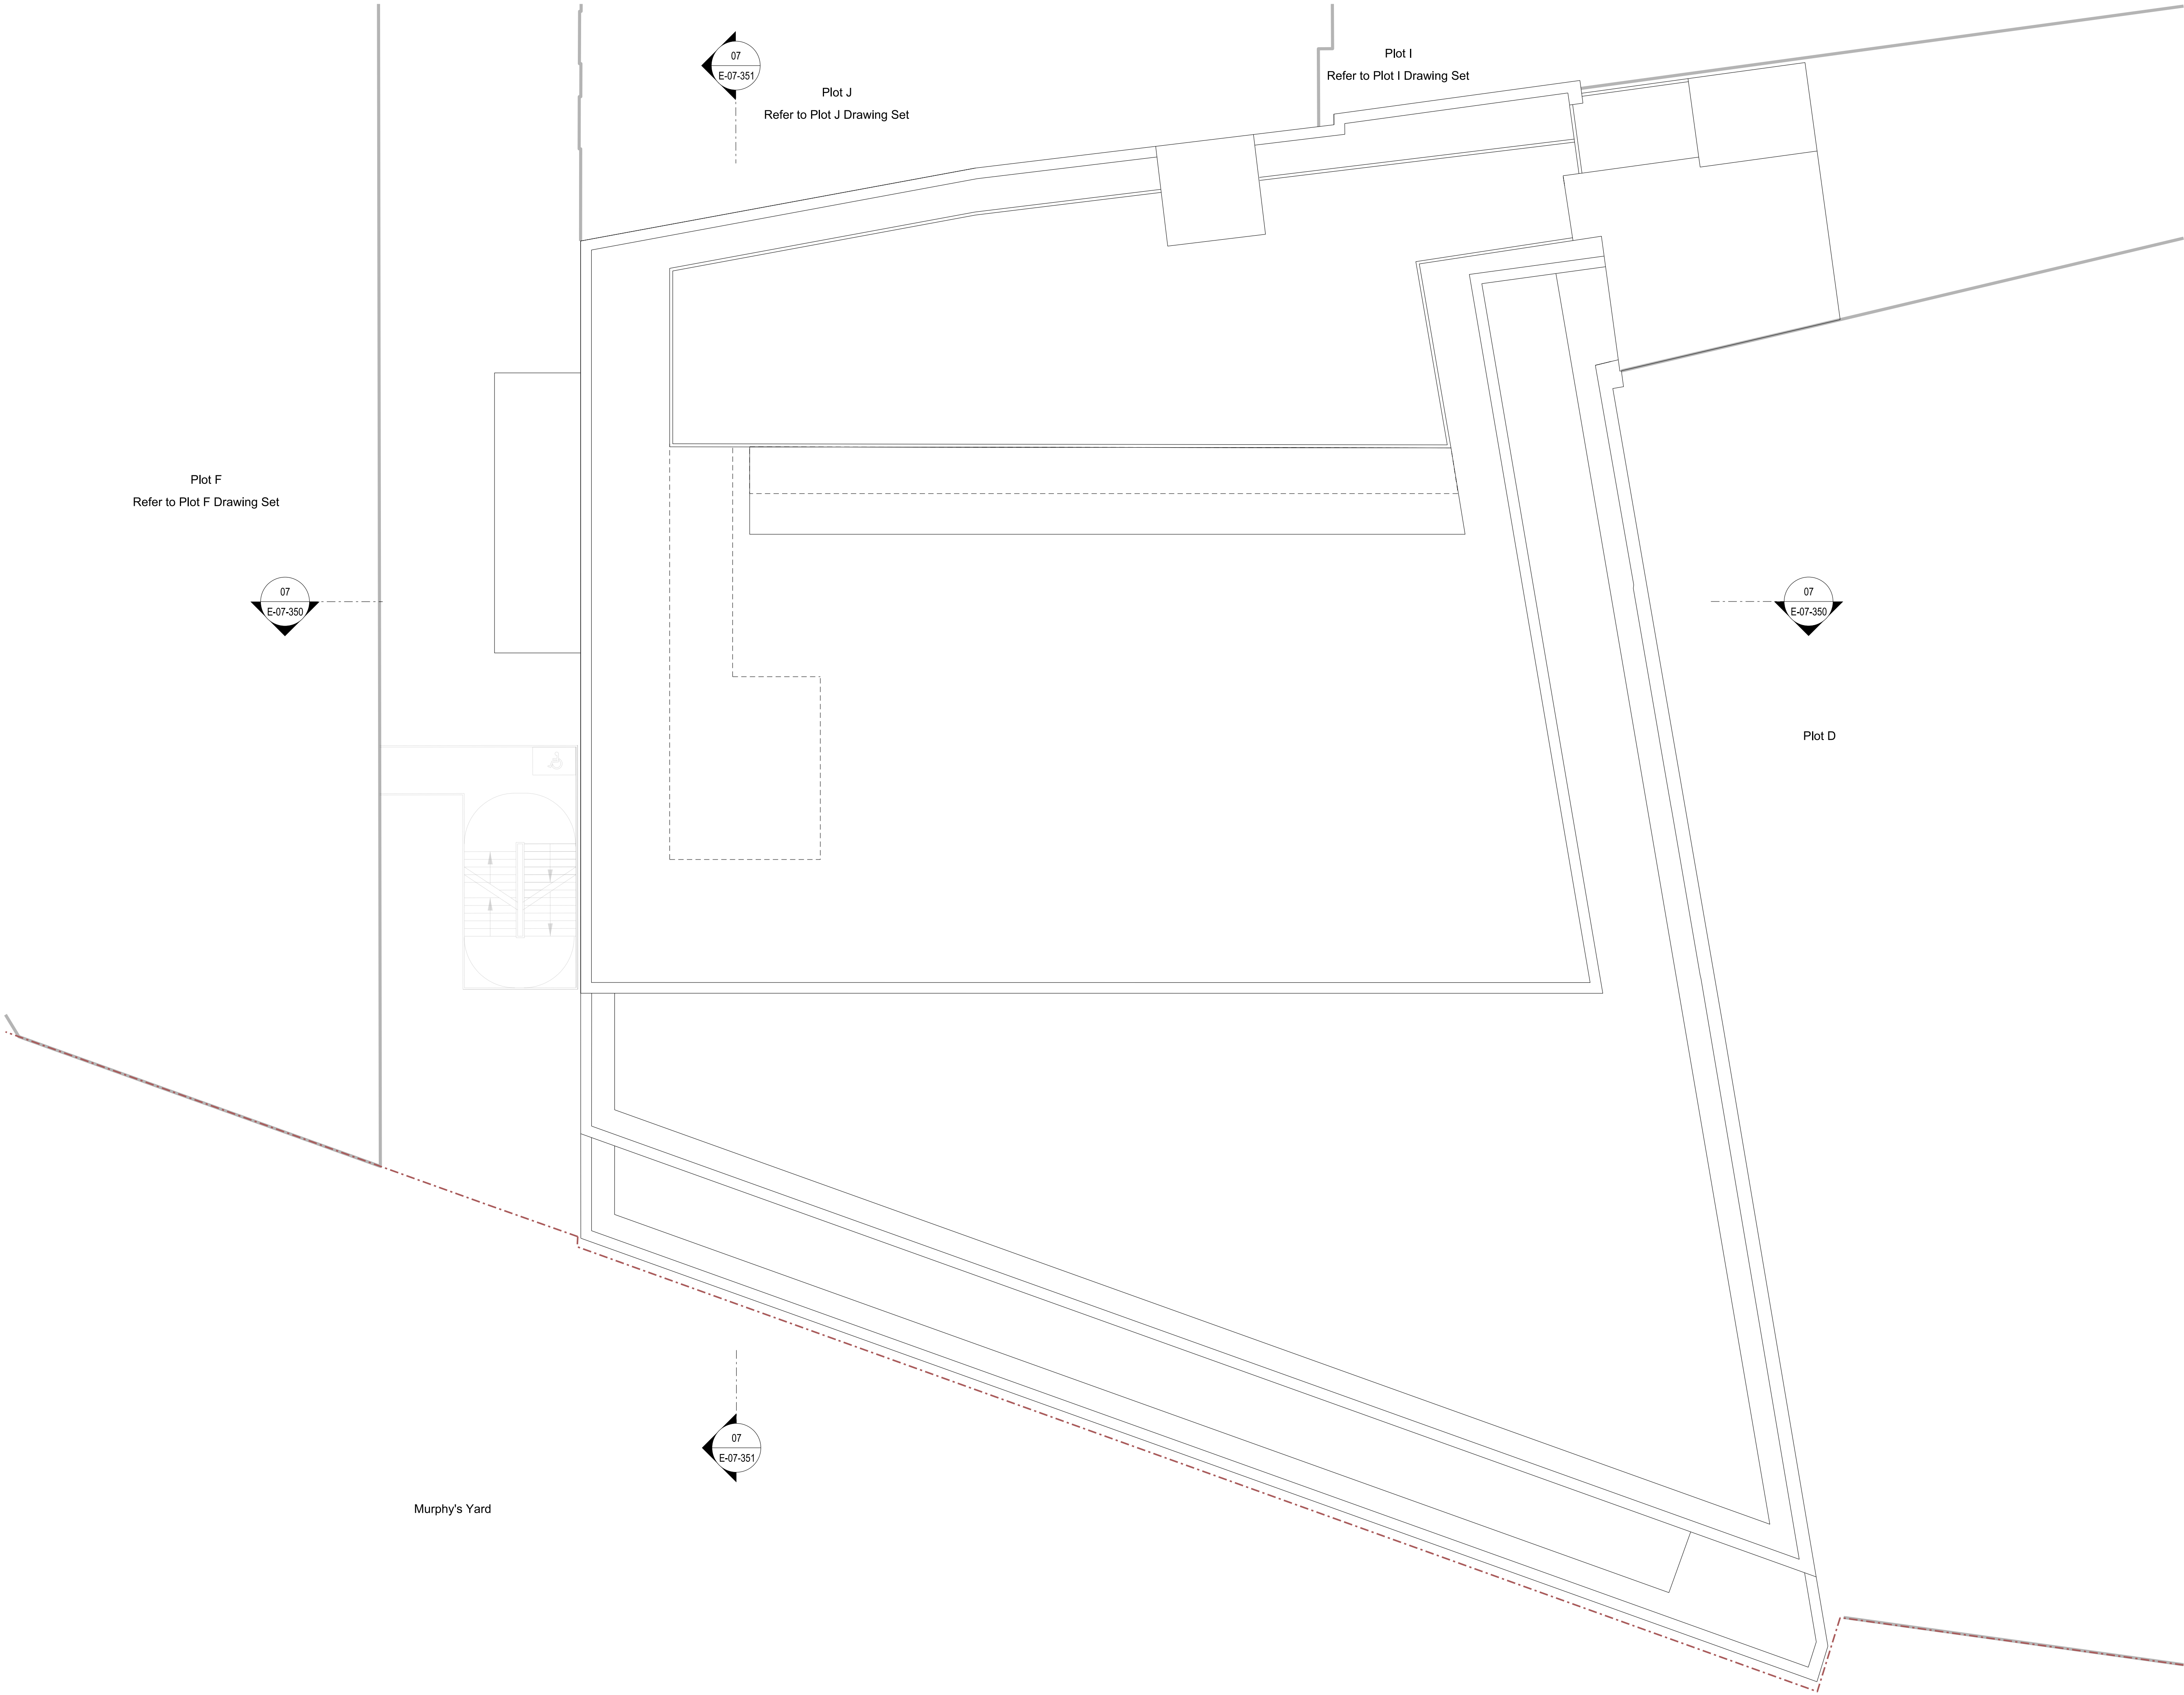 07
E-07-351
Plot J
Refer to Plot J Drawing Set
Plot I
Refer to Plot I Drawing Set
Plot F
Refer to Plot F Drawing Set
07
E-07-350
07
E-07-350
Plot D
07
E-07-351
Murphy's Yard